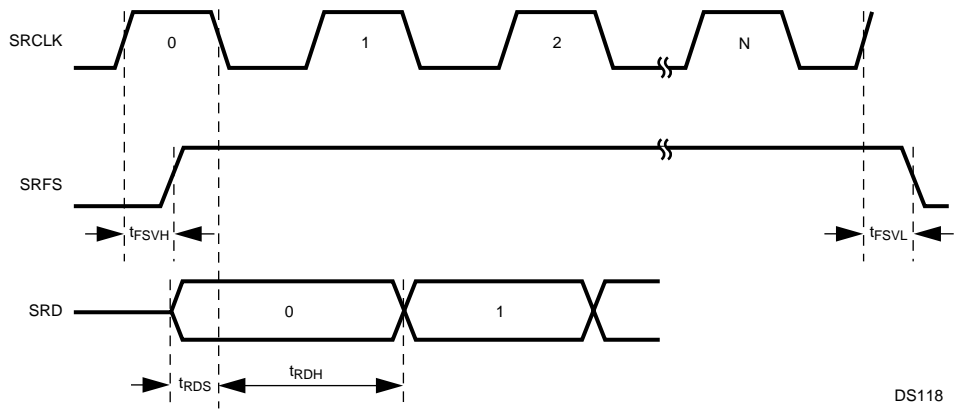 SRCLK
0
1
2
N
SRFS
tFSVH
tFSVL
SRD
0
1
tRDS
tRDH
DS118